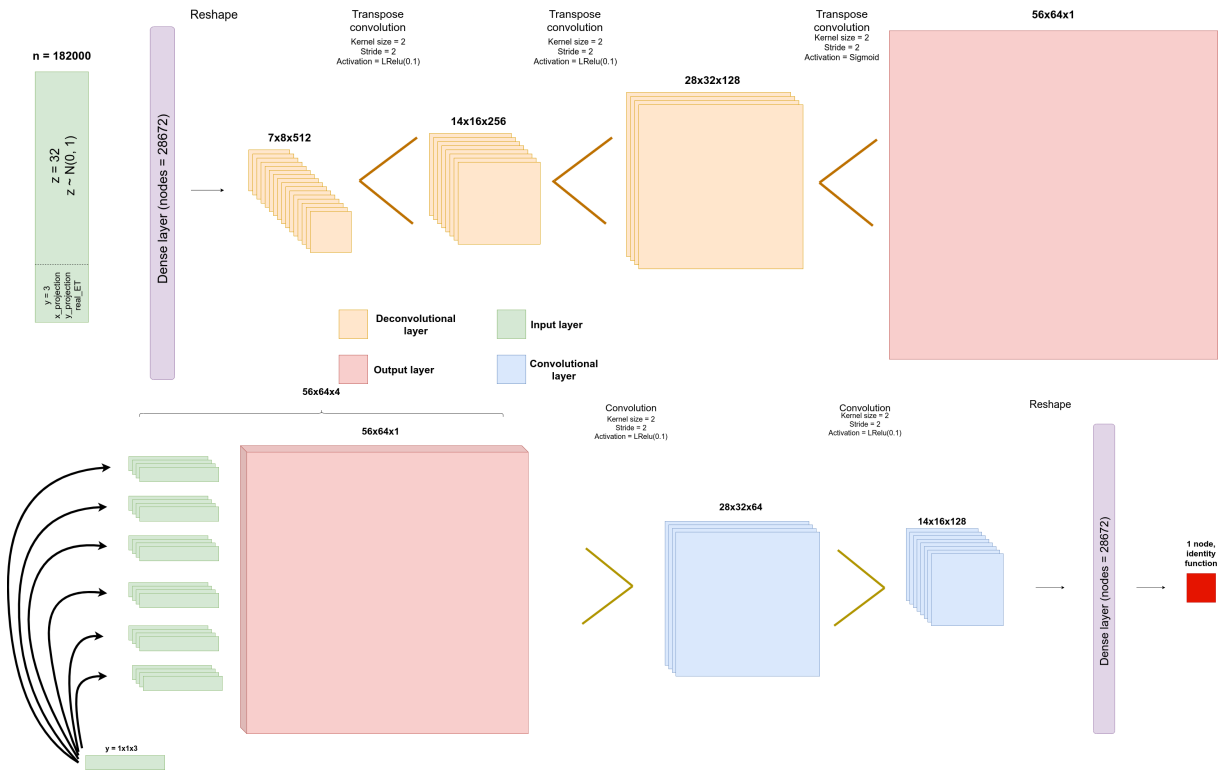 Reshape
Transpose
convolution
Kernel size = 2
Stride = 2
Activation = LRelu(0.1)
Transpose
convolution
Kernel size = 2
Stride = 2
Activation = LRelu(0.1)
Transpose
convolution
Kernel size = 2
Stride = 2
Activation = Sigmoid
56x64x1
n = 182000
z = 32
z ~ N(0, 1)
y = 3
x_projection
y_projection
real_ET
Dense layer (nodes = 28672)
7x8x512
14x16x256
28x32x128
Deconvolutional
layer
Input layer
Output layer
Convolutional
layer
56x64x4
56x64x1
Convolution
Kernel size = 2
Stride = 2
Activation = LRelu(0.1)
Convolution
Kernel size = 2
Stride = 2
Activation = LRelu(0.1)
Reshape
28x32x64
14x16x128
Dense layer (nodes = 28672)
1 node,
identity
function
y = 1x1x3